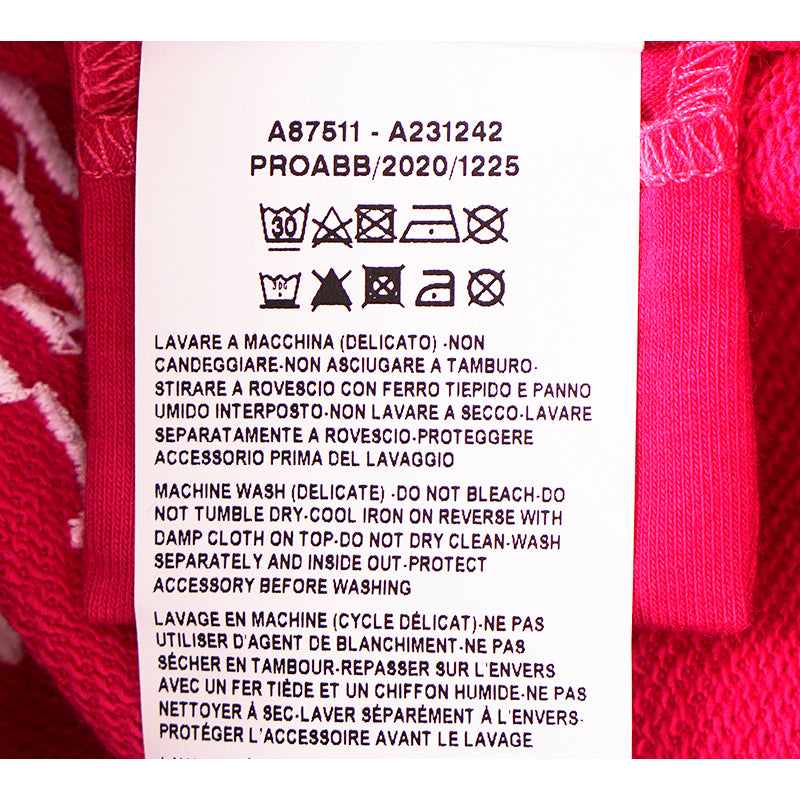 A87511 - A231242
PROABB/2020/1225
30
30c
LAVARE A MACCHINA (DELICATO) -NON
CANDEGGIARE-NON ASCIUGARE A TAMBURO-
STIRARE A ROVESCIO CON FERRO TIEPIDO E PANNO
UMIDO INTERPOSTO-NON LAVARE A SECCO-LAVARE
SEPARATAMENTE A ROVESCIO-PROTEGGERE
ACCESSORIO PRIMA DEL LAVAGGIO
MACHINE WASH (DELICATE) -DO NOT BLEACH-DO
NOT TUMBLE DRY-COOL IRON ON REVERSE WITH
DAMP CLOTH ON TOP-DO NOT DRY CLEAN-WASH
SEPARATELY AND INSIDE OUT-PROTECT
ACCESSORY BEFORE WASHING
LAVAGE EN MACHINE (CYCLE DÉLICAT)-NE PAS
UTILISER D'AGENT DE BLANCHIMENT-NE PAS
SÉCHER EN TAMBOUR-REPASSER SUR L'ENVERS
AVEC UN FER TIÈDE ET UN CHIFFON HUMIDE-NE PAS
NETTOYER À SEC-LAVER SÉPARÉMENT À L'ENVERS-
PROTÉGER L'ACCESSOIRE AVANT LE LAVAGE